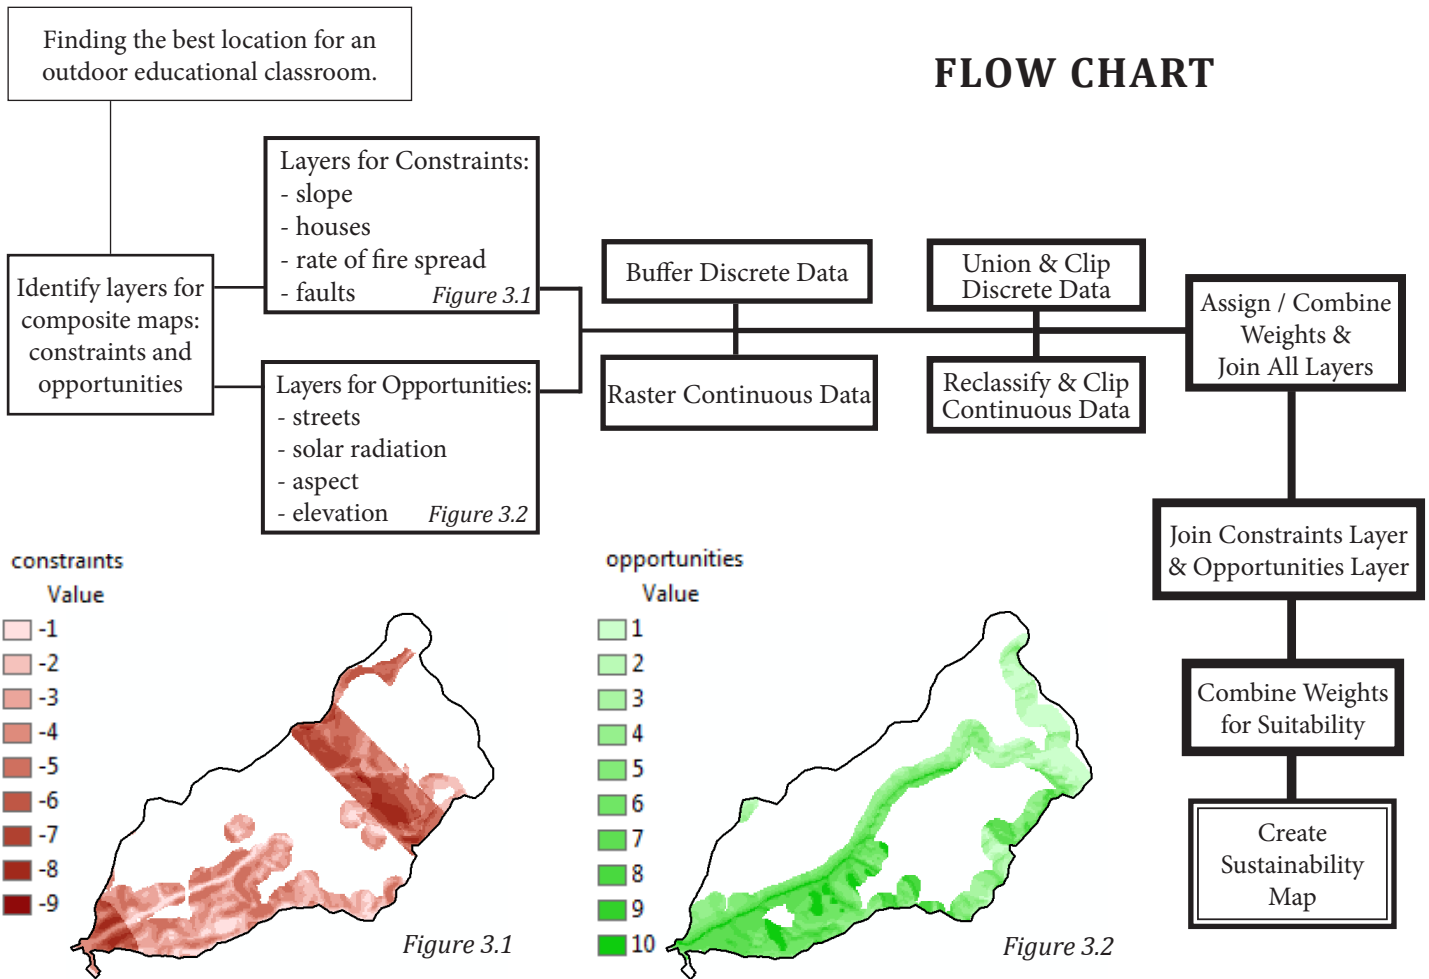 Finding the best location for an
outdoor educational classroom.
FLOW CHART
Layers for Constraints:
- slope
- houses
- rate of fire spread
- faults
Figure 3.1
Identify layers for
composite maps:
constraints and
opportunities
Layers for Opportunities:
- streets
- solar radiation
- aspect
- elevation
Figure 3.2
Buffer Discrete Data
Raster Continuous Data
Union & Clip
Discrete Data
Reclassify & Clip
Continuous Data
Assign / Combine
Weights &
Join All Layers
Join Constraints Layer
& Opportunities Layer
Combine Weights
for Suitability
Create
Sustainability
Map
constraints
Value
-1
-2
-3
-4
-5
-6
-7
-8
-9
Figure 3.1
opportunities
Value
1
2
3
4
5
6
7
8
9
10
Figure 3.2